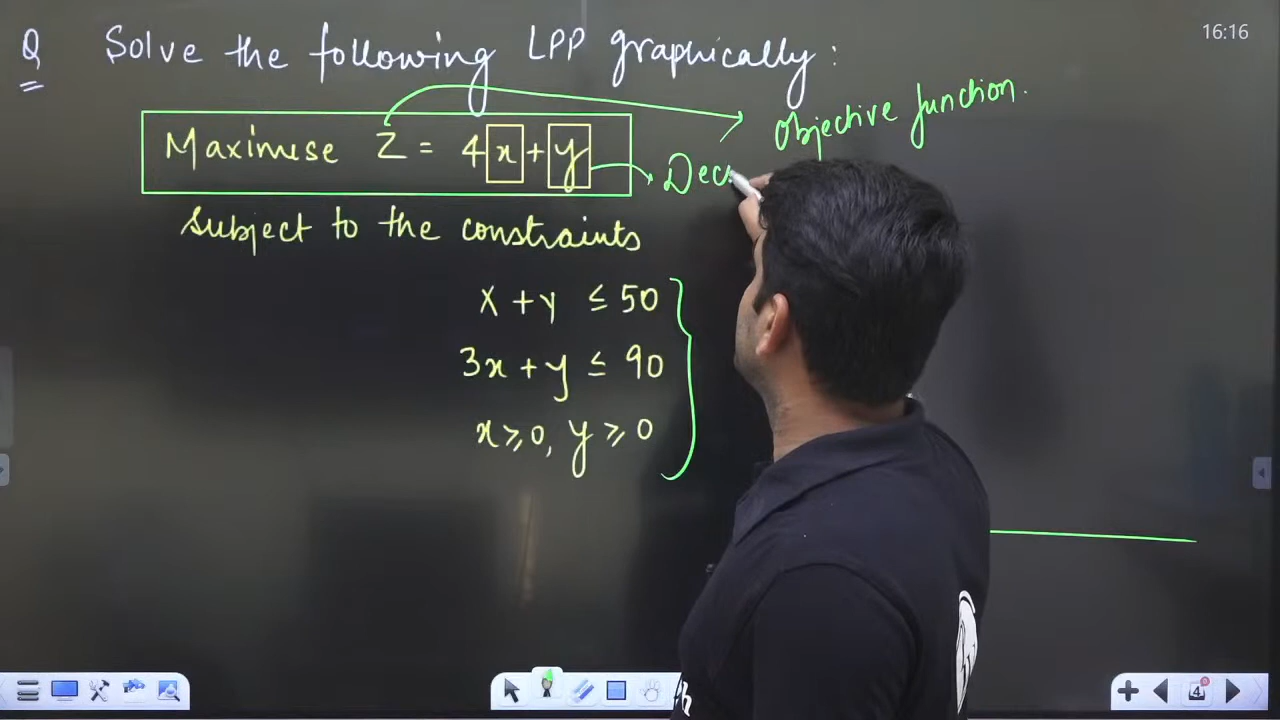 16:16
Q Solve the following LPP graphically:
Objective function.
Maximise Z = 4x + y
Dec
subject to the constraints
x + y ≤ 50
3x + y ≤ 90
x ≥ 0, y ≥ 0
4